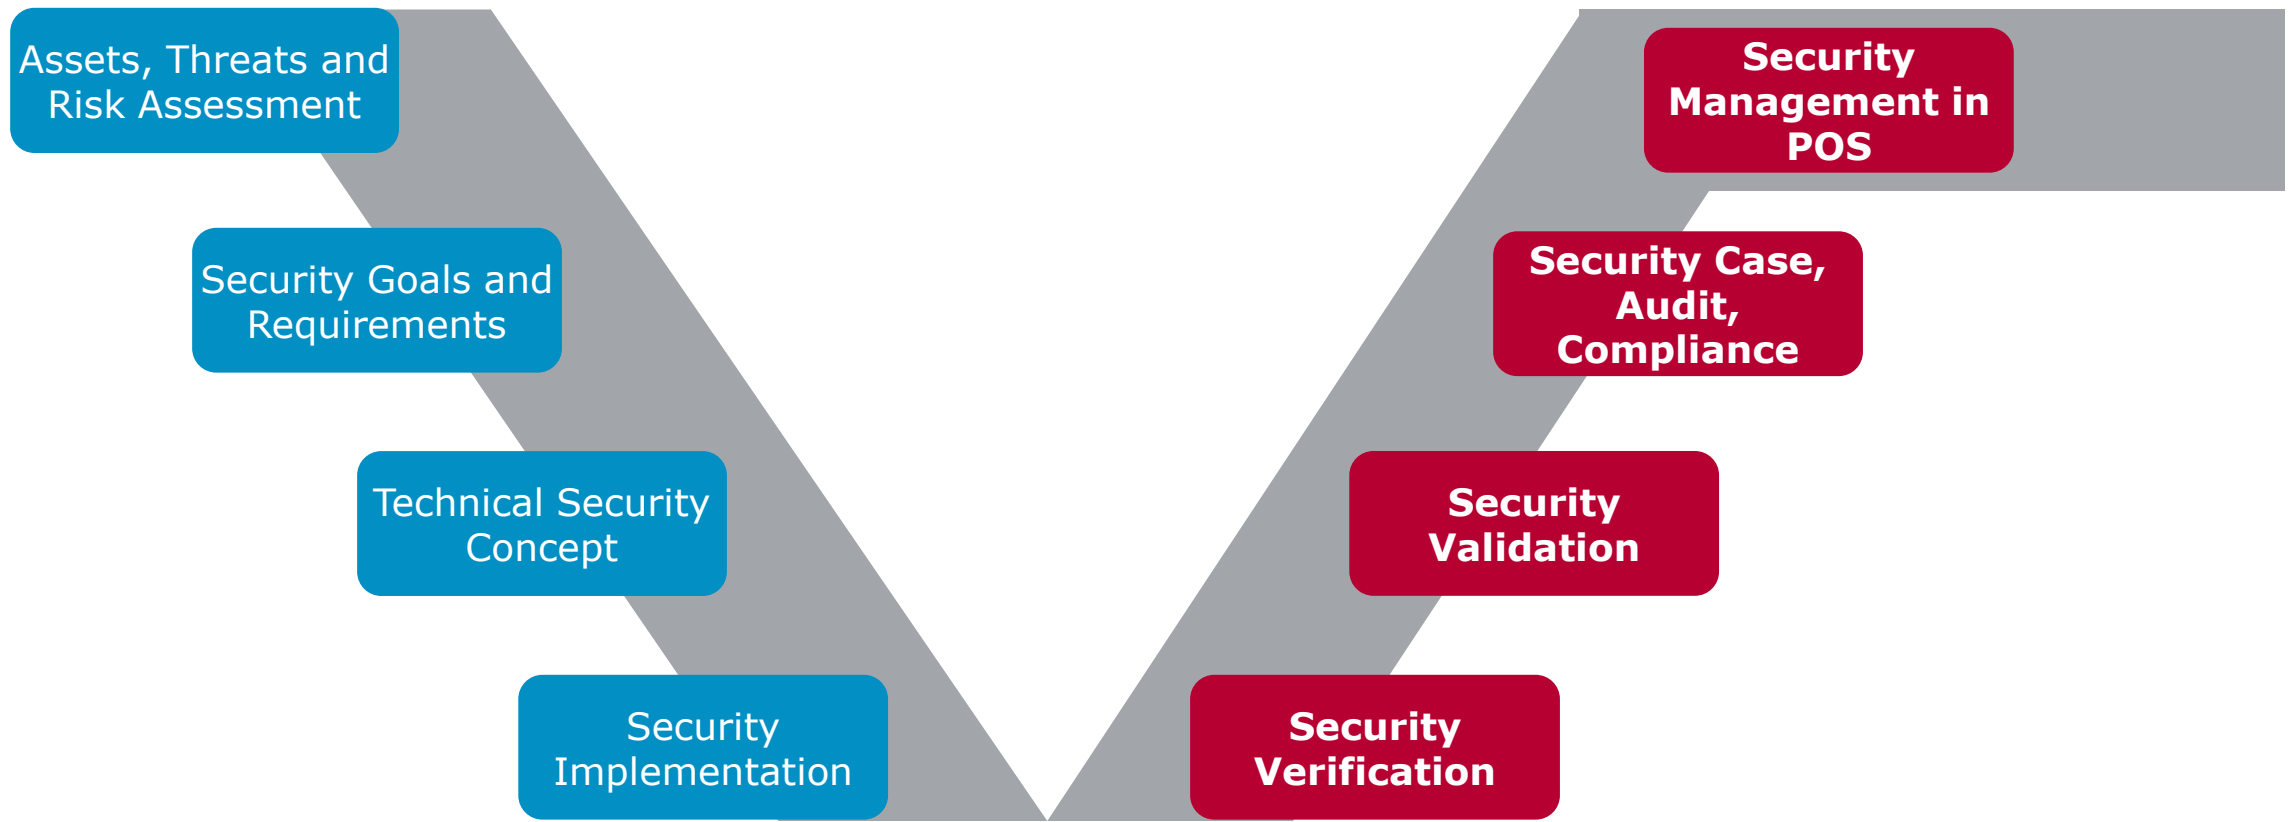 Assets, Threats and
Risk Assessment
Security Goals and
Requirements
Technical Security
Concept
Security
Implementation
Security
Management in
POS
Security Case,
Audit,
Compliance
Security
Validation
Security
Verification